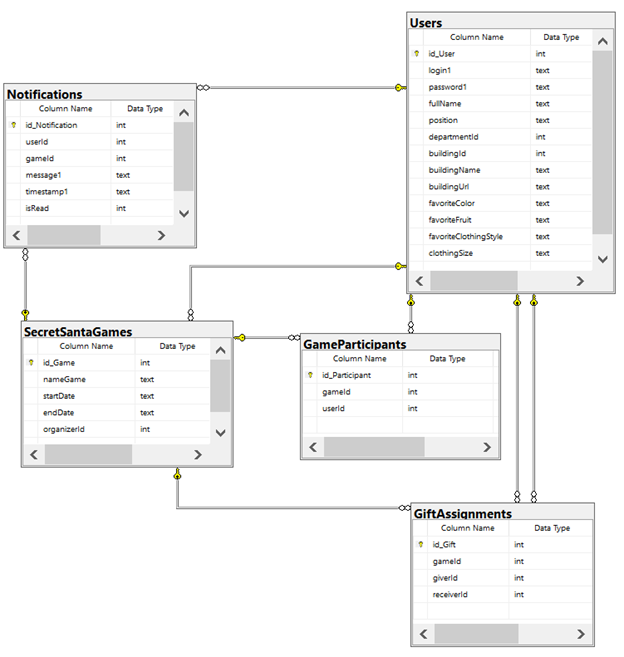 Users
Column Name Data Type
id_User int
login1 text
password1 text
fullName text
position text
departmentId int
buildingId int
buildingName text
buildingUrl text
favoriteColor text
favoriteFruit text
favoriteClothingStyle text
clothingSize text
Notifications
Column Name Data Type
id_Notification int
userId int
gameId int
message1 text
timestamp1 text
isRead int
SecretSantaGames
Column Name Data Type
id_Game int
nameGame text
startDate text
endDate text
organizerId int
GameParticipants
Column Name Data Type
id_Participant int
gameId int
userId int
GiftAssignments
Column Name Data Type
id_Gift int
gameId int
giverId int
receiverId int